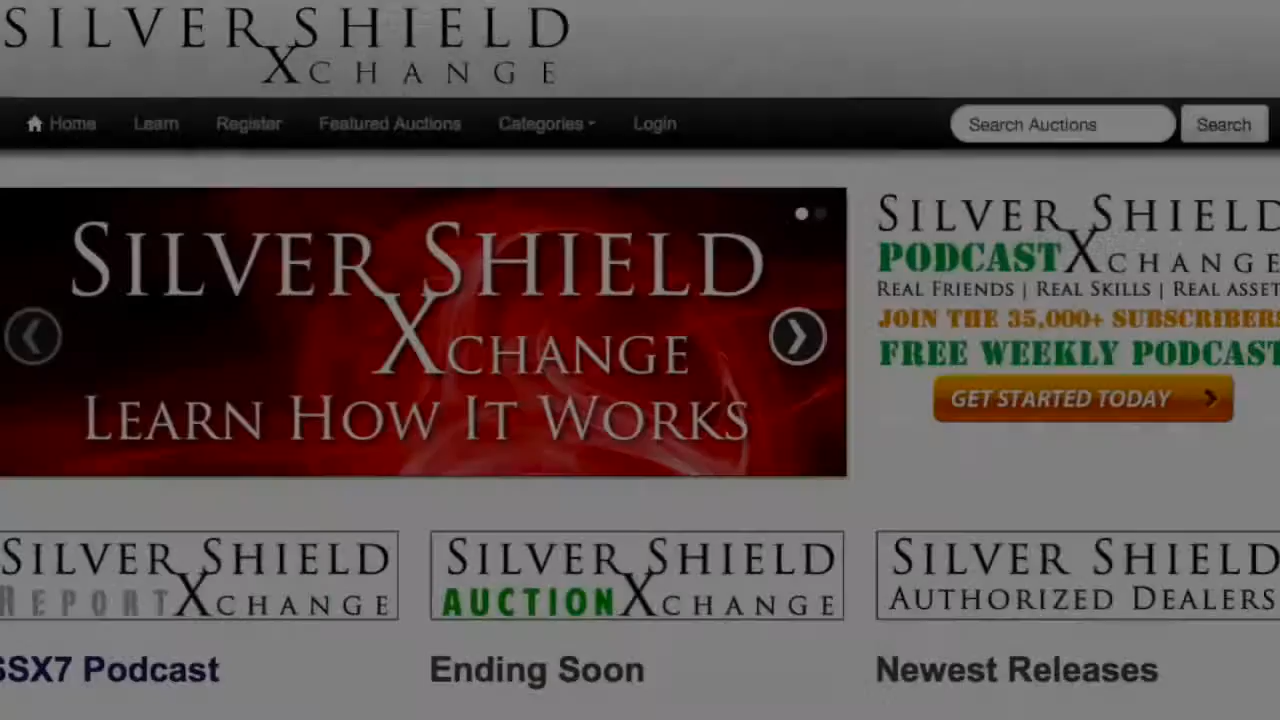 SILVER SHIELD
XCHANGE
Home Learn Register Featured Auctions Categories Login
Search Auctions Search
SILVER SHIELD
XCHANGE
LEARN HOW IT WORKS
SILVER SHIELD
PODCAST XCHANGE
REAL FRIENDS | REAL SKILLS | REAL ASSET
JOIN THE 35,000+ SUBSCRIBERS
FREE WEEKLY PODCAST
GET STARTED TODAY
SILVER SHIELD
REPORT XCHANGE
SILVER SHIELD
AUCTION XCHANGE
SILVER SHIELD
AUTHORIZED DEALERS
SSX7 Podcast
Ending Soon
Newest Releases